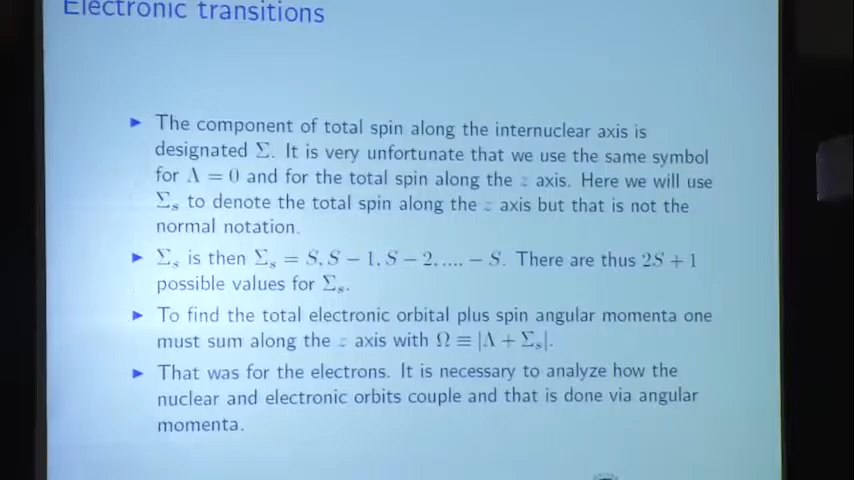 Electronic transitions
▶ The component of total spin along the internuclear axis is
designated Σ. It is very unfortunate that we use the same symbol
for Λ = 0 and for the total spin along the z axis. Here we will use
Σₛ to denote the total spin along the z axis but that is not the
normal notation.
▶ Σₛ is then Σₛ = S, S − 1, S − 2, .... − S. There are thus 2S + 1
possible values for Σₛ.
▶ To find the total electronic orbital plus spin angular momenta one
must sum along the z axis with Ω ≡ |Λ + Σₛ|.
▶ That was for the electrons. It is necessary to analyze how the
nuclear and electronic orbits couple and that is done via angular
momenta.